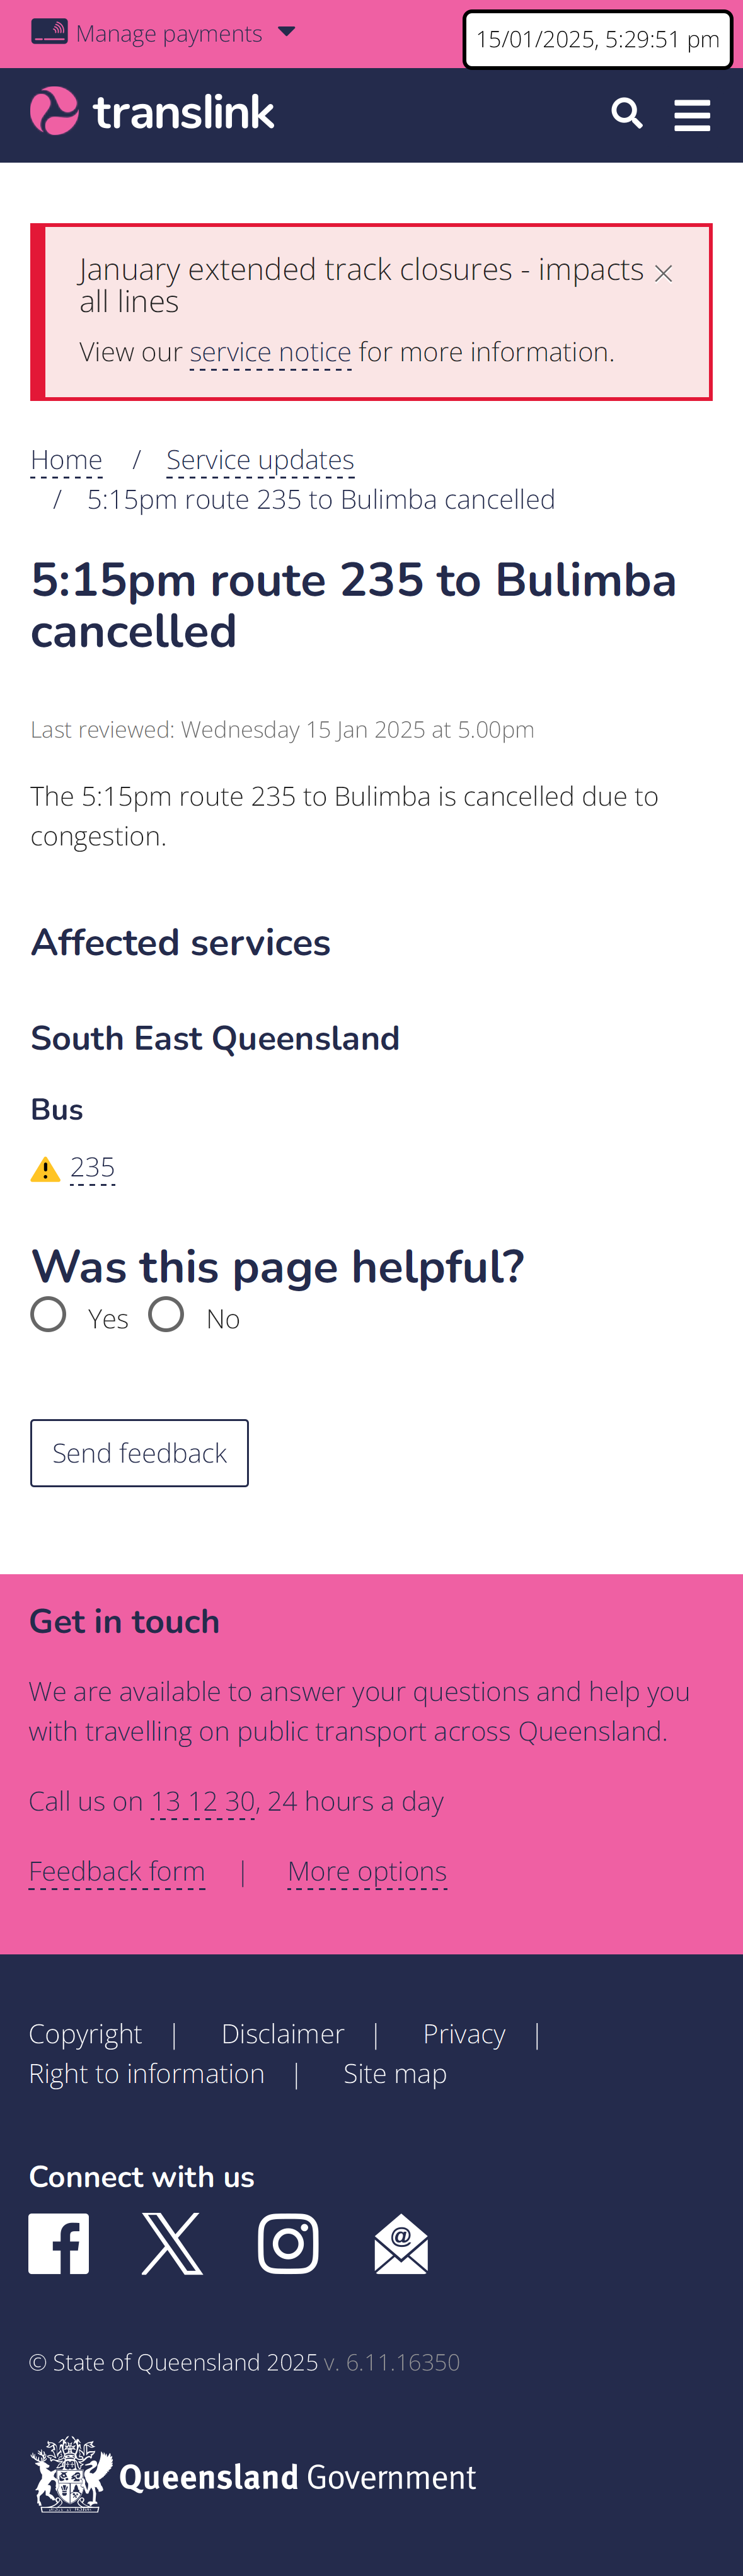 Manage payments
15/01/2025, 5:29:51 pm
translink
January extended track closures - impacts
all lines
View our service notice for more information.
Home / Service updates
/ 5:15pm route 235 to Bulimba cancelled
5:15pm route 235 to Bulimba
cancelled
Last reviewed: Wednesday 15 Jan 2025 at 5.00pm
The 5:15pm route 235 to Bulimba is cancelled due to
congestion.
Affected services
South East Queensland
Bus
235
Was this page helpful?
Yes No
Send feedback
Get in touch
We are available to answer your questions and help you
with travelling on public transport across Queensland.
Call us on 13 12 30, 24 hours a day
Feedback form | More options
Copyright | Disclaimer | Privacy |
Right to information | Site map
Connect with us
© State of Queensland 2025 v. 6.11.16350
Queensland Government